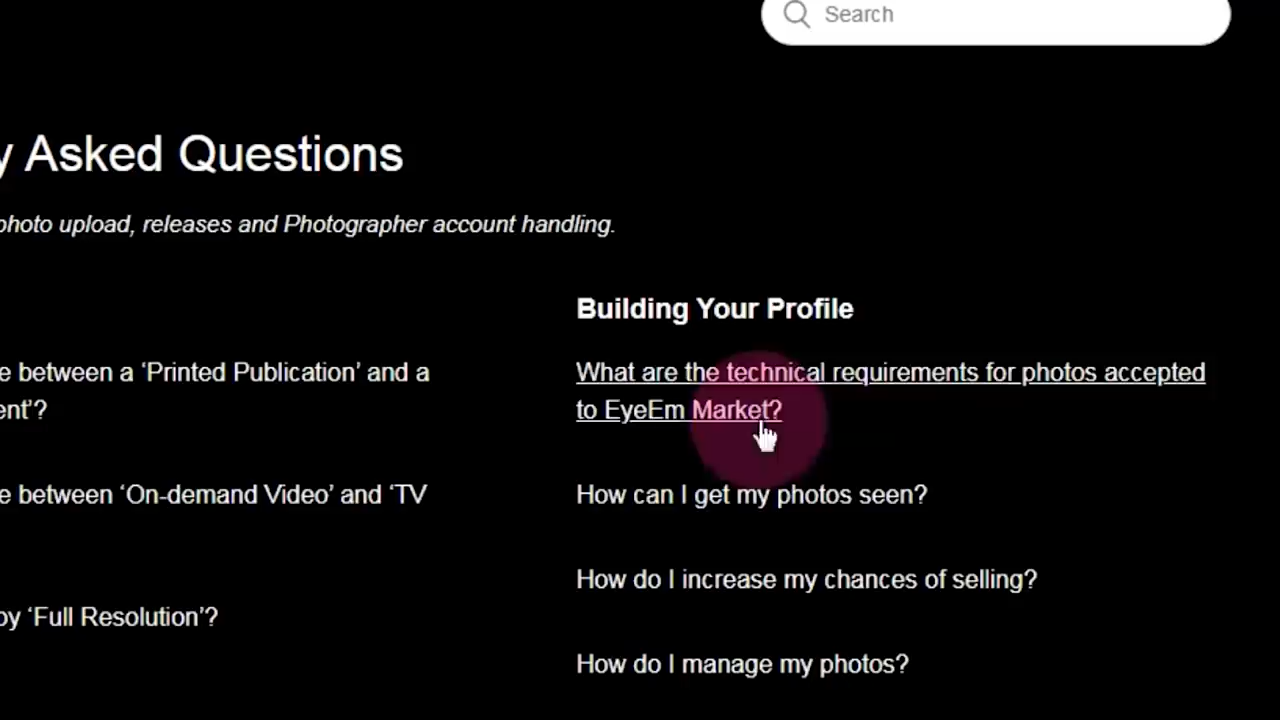 Search
Asked Questions
photo upload, releases and Photographer account handling.
Building Your Profile
between a ‘Printed Publication’ and a
What are the technical requirements for photos accepted
to EyeEm Market?
between ‘On-demand Video’ and ‘TV
How can I get my photos seen?
How do I increase my chances of selling?
by ‘Full Resolution’?
How do I manage my photos?